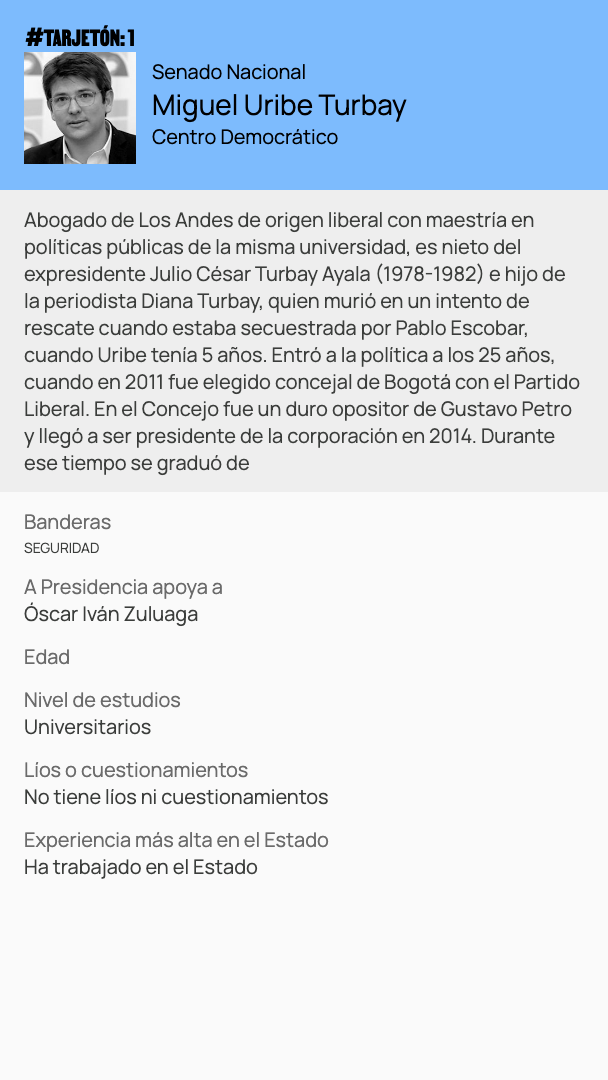 #TARJETÓN: 1
Senado Nacional
Miguel Uribe Turbay
Centro Democrático
Abogado de Los Andes de origen liberal con maestría en
políticas públicas de la misma universidad, es nieto del
expresidente Julio César Turbay Ayala (1978-1982) e hijo de
la periodista Diana Turbay, quien murió en un intento de
rescate cuando estaba secuestrada por Pablo Escobar,
cuando Uribe tenía 5 años. Entró a la política a los 25 años,
cuando en 2011 fue elegido concejal de Bogotá con el Partido
Liberal. En el Concejo fue un duro opositor de Gustavo Petro
y llegó a ser presidente de la corporación en 2014. Durante
ese tiempo se graduó de
Banderas
SEGURIDAD
A Presidencia apoya a
Óscar Iván Zuluaga
Edad
Nivel de estudios
Universitarios
Líos o cuestionamientos
No tiene líos ni cuestionamientos
Experiencia más alta en el Estado
Ha trabajado en el Estado